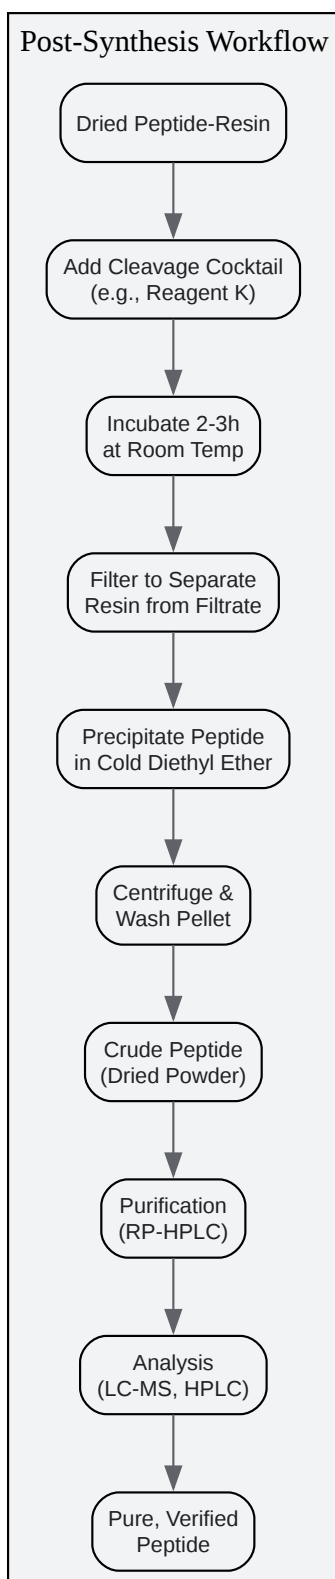 Post-Synthesis Workflow
Dried Peptide-Resin
Add Cleavage Cocktail
(e.g., Reagent K)
Incubate 2-3h
at Room Temp
Filter to Separate
Resin from Filtrate
Precipitate Peptide
in Cold Diethyl Ether
Centrifuge &
Wash Pellet
Crude Peptide
(Dried Powder)
Purification
(RP-HPLC)
Analysis
(LC-MS, HPLC)
Pure, Verified
Peptide